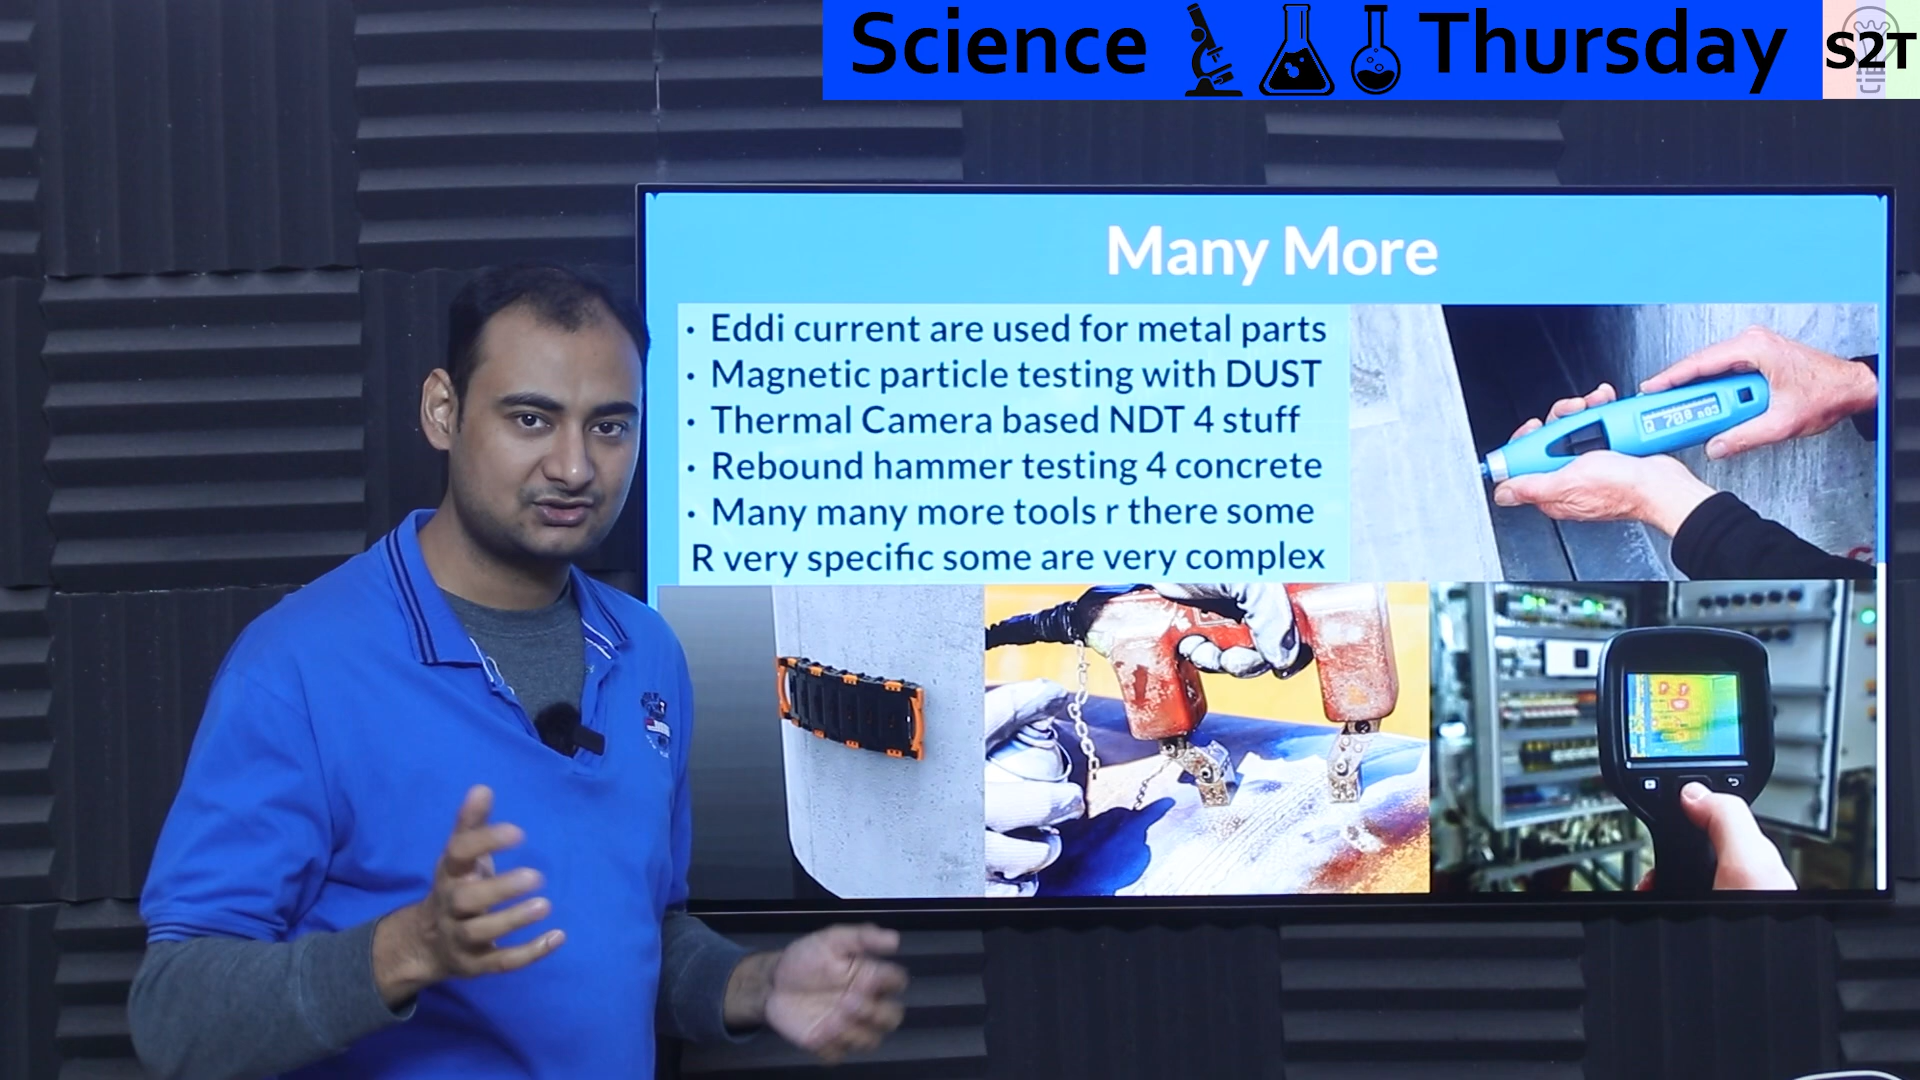 Science Thursday
S2T
Many More
• Eddi current are used for metal parts
• Magnetic particle testing with DUST
• Thermal Camera based NDT 4 stuff
• Rebound hammer testing 4 concrete
• Many many more tools r there some
R very specific some are very complex